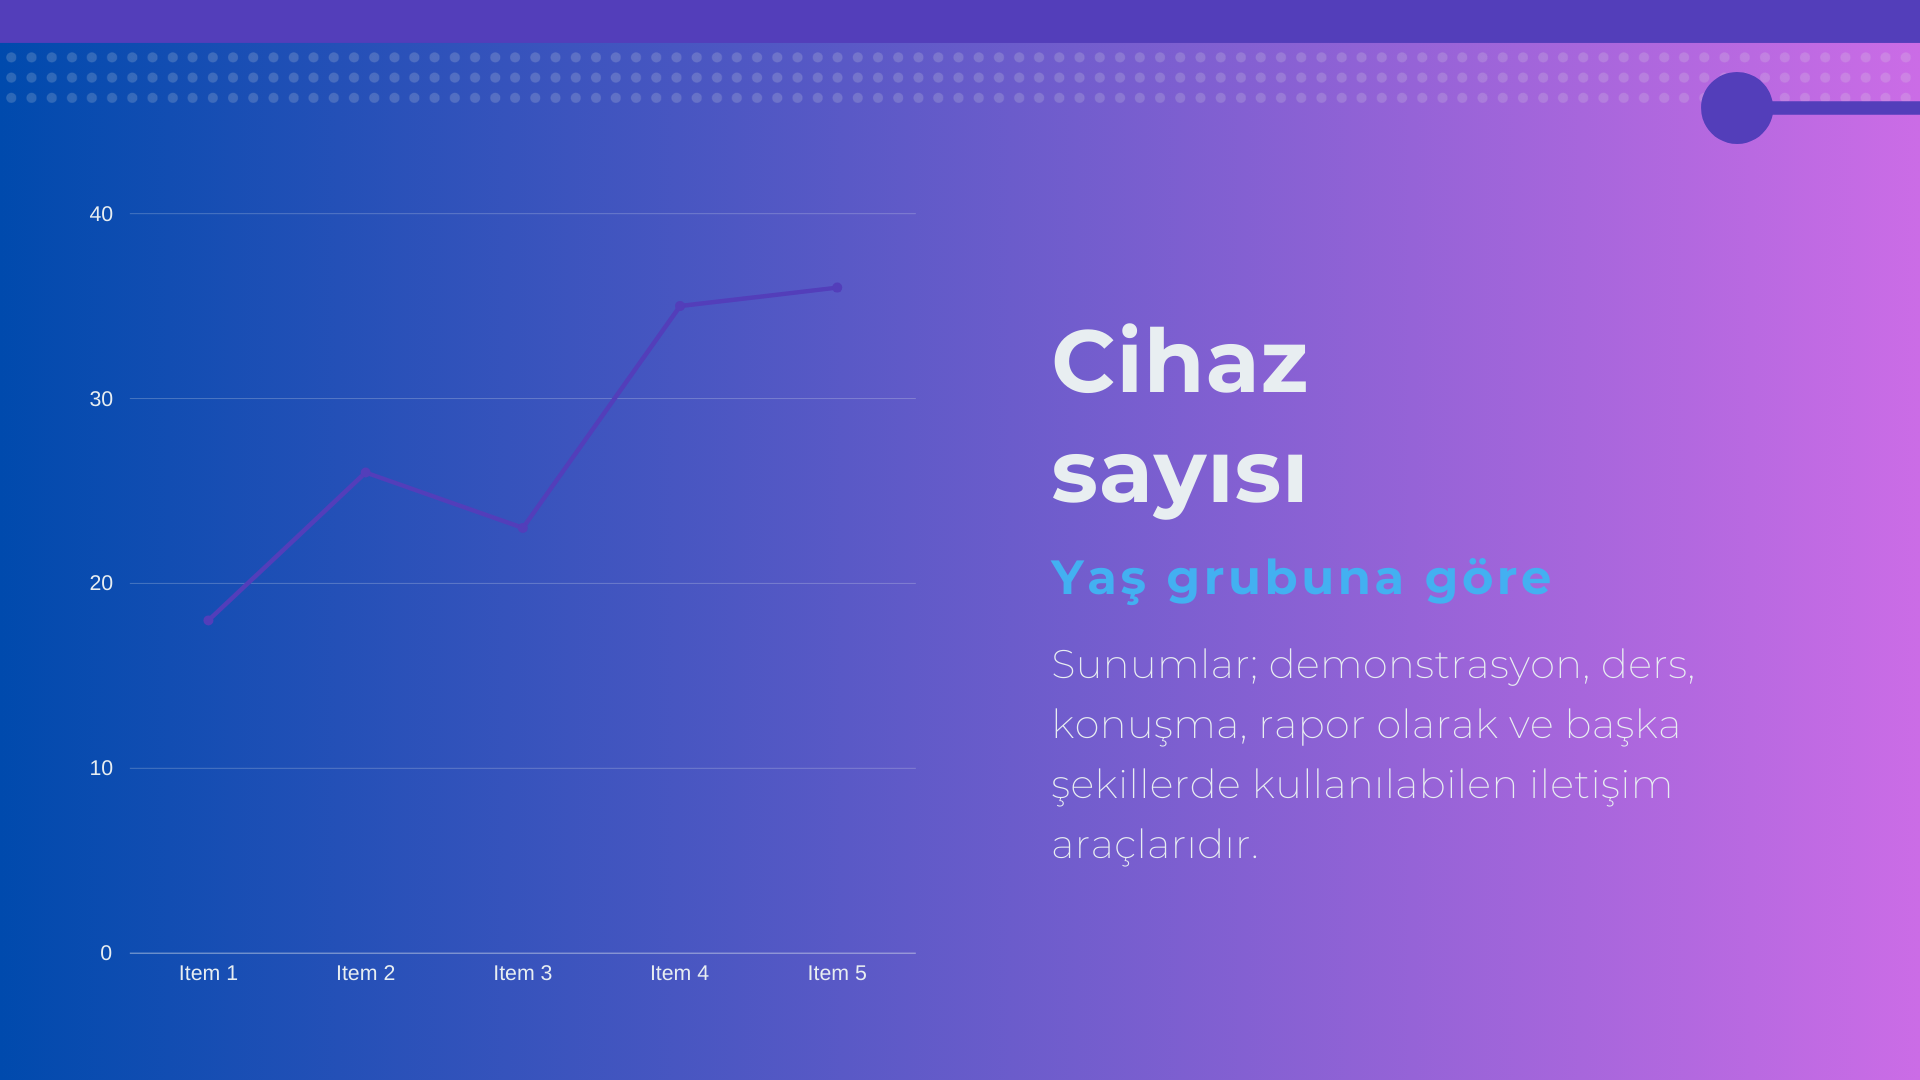 40
30
20
10
0
Item 1 Item 2 Item 3 Item 4 Item 5
Cihaz
sayısı
Yaş grubuna göre
Sunumlar; demonstrasyon, ders,
konuşma, rapor olarak ve başka
şekillerde kullanılabilen iletişim
araçlarıdır.